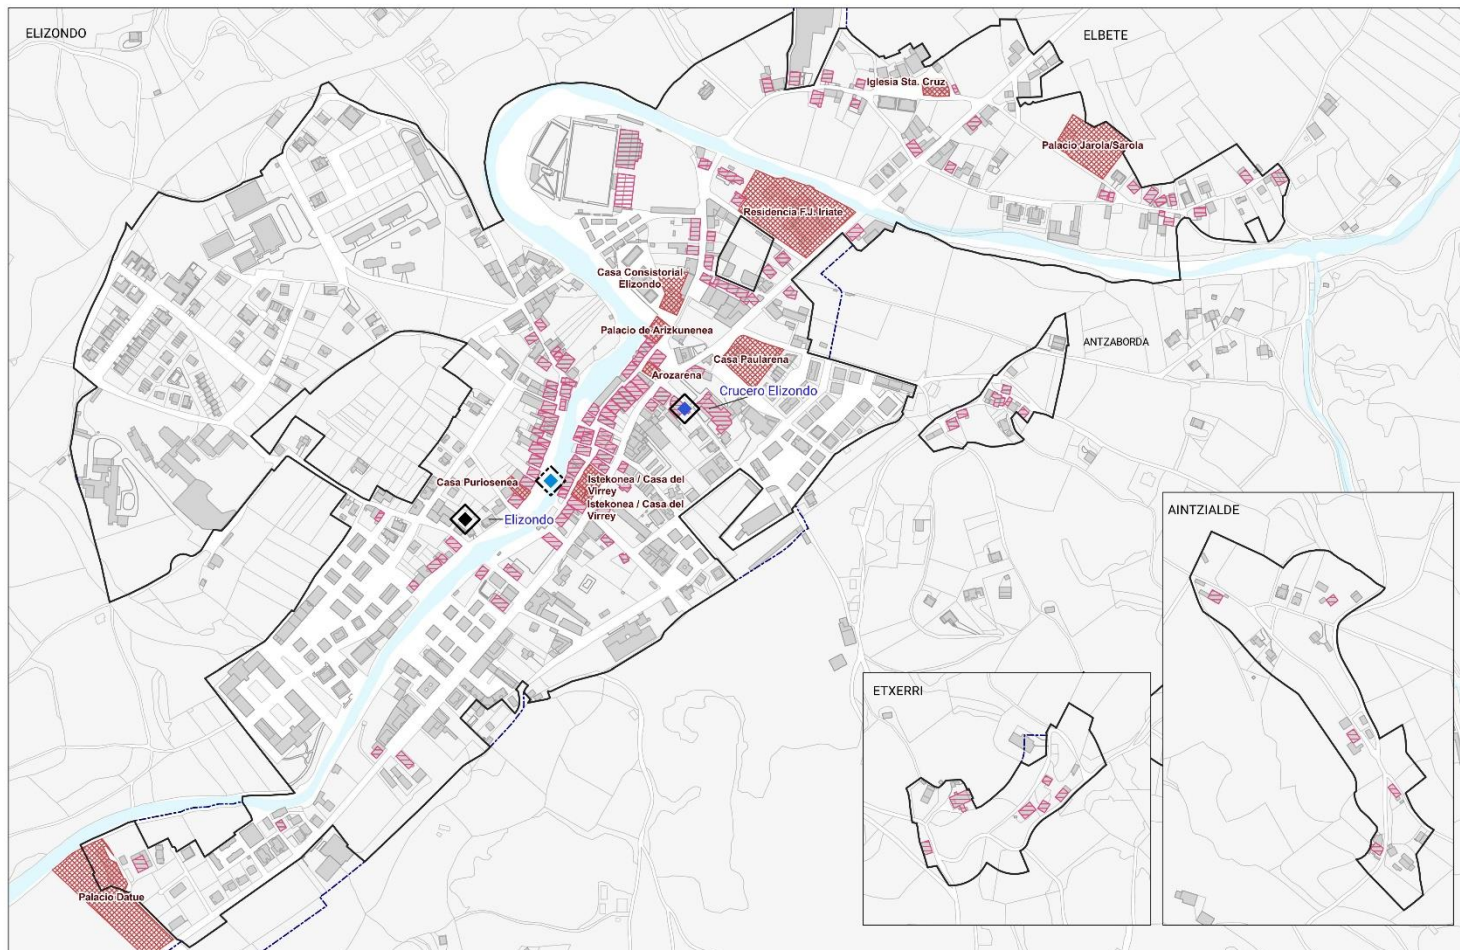 ELIZONDO
ELBETE
Iglesia Sta. Cruz
Palacio Jarola/Sarola
Residencia F.J. Iriate
Casa Consistorial
Elizondo
Palacio de Arizkunenea
Casa Paularena
ANTZABORDA
Arozarena
Crucero Elizondo
Casa Puriosenea
Istekonea / Casa del
Virrey
Istekonea / Casa del
Virrey
Elizondo
AINTZIALDE
ETXERRI
Palacio Datue